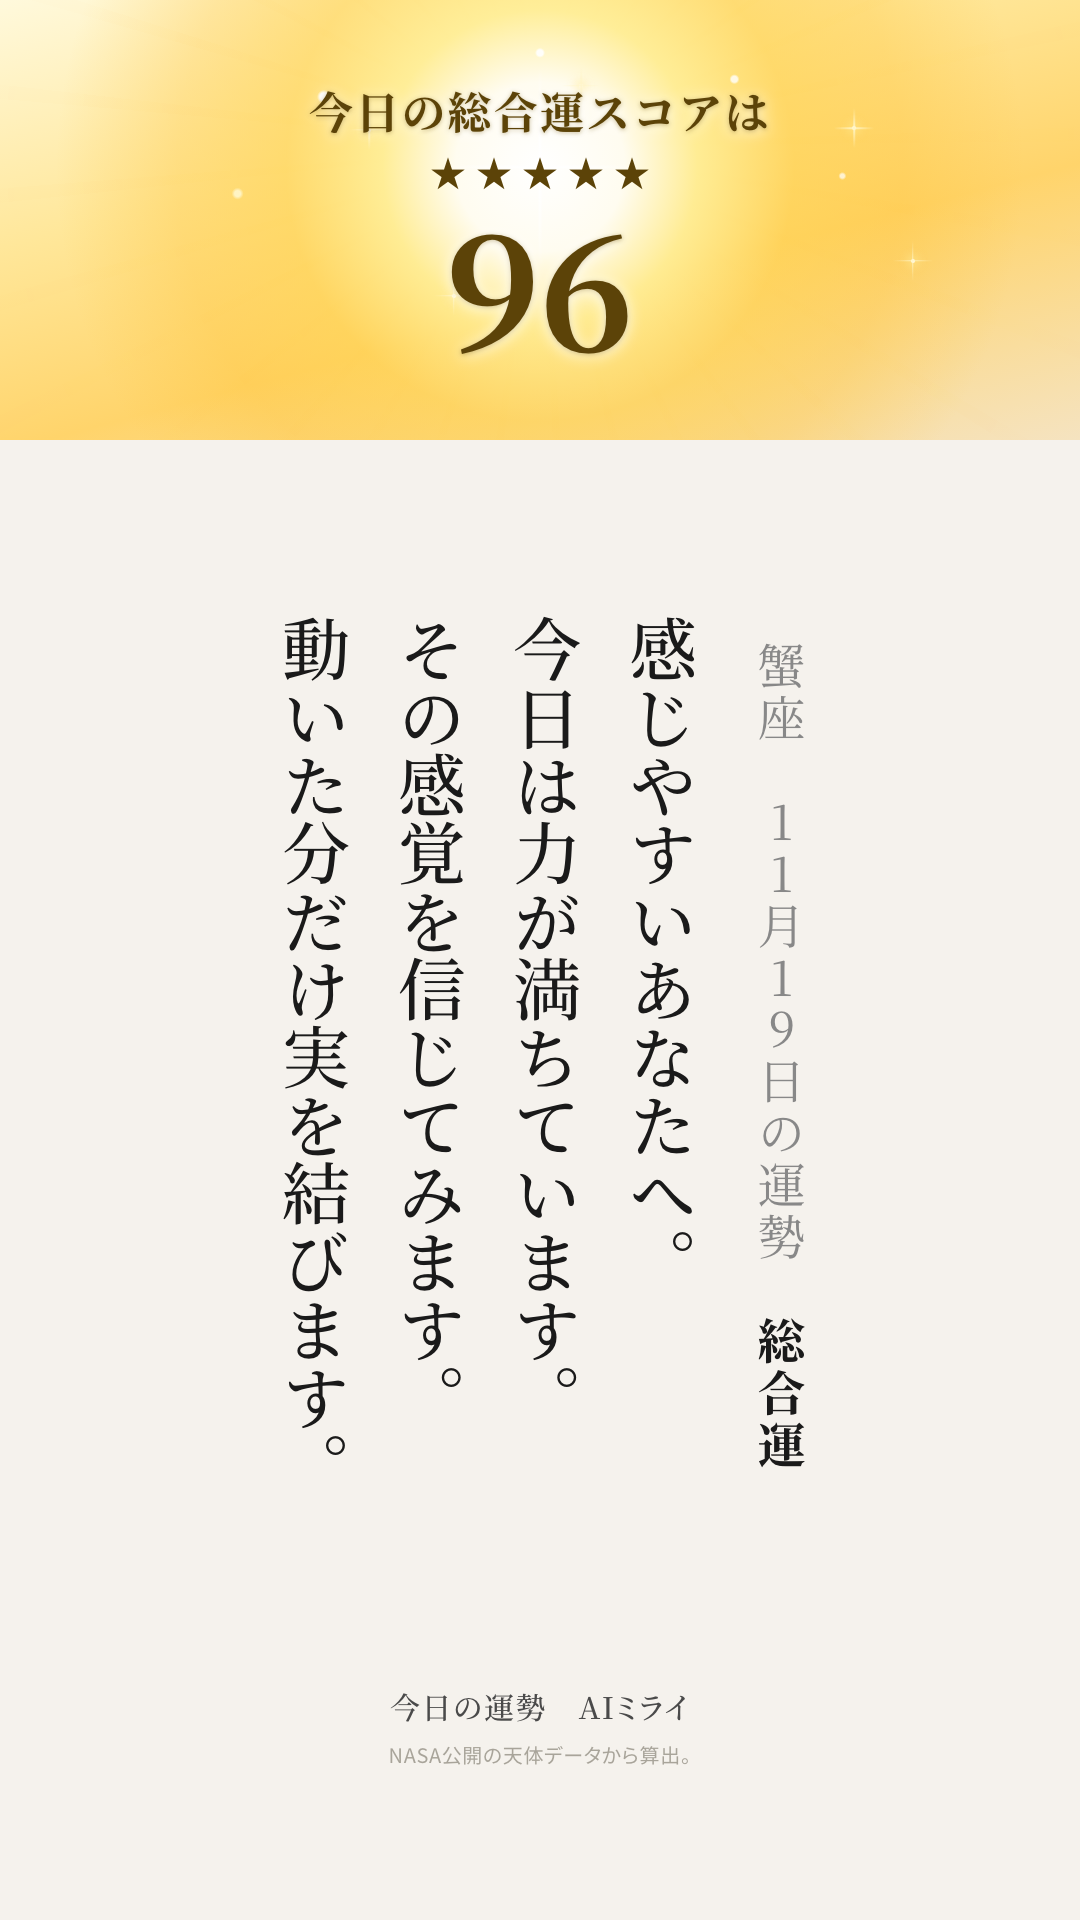 今日の総合運スコアは
★★★★★
96
蟹座 11月19日の運勢 総合運
感じやすいあなたへ。
今日は力が満ちています。
その感覚を信じてみます。
動いた分だけ実を結びます。
今日の運勢 AIミライ
NASA公開の天体データから算出。